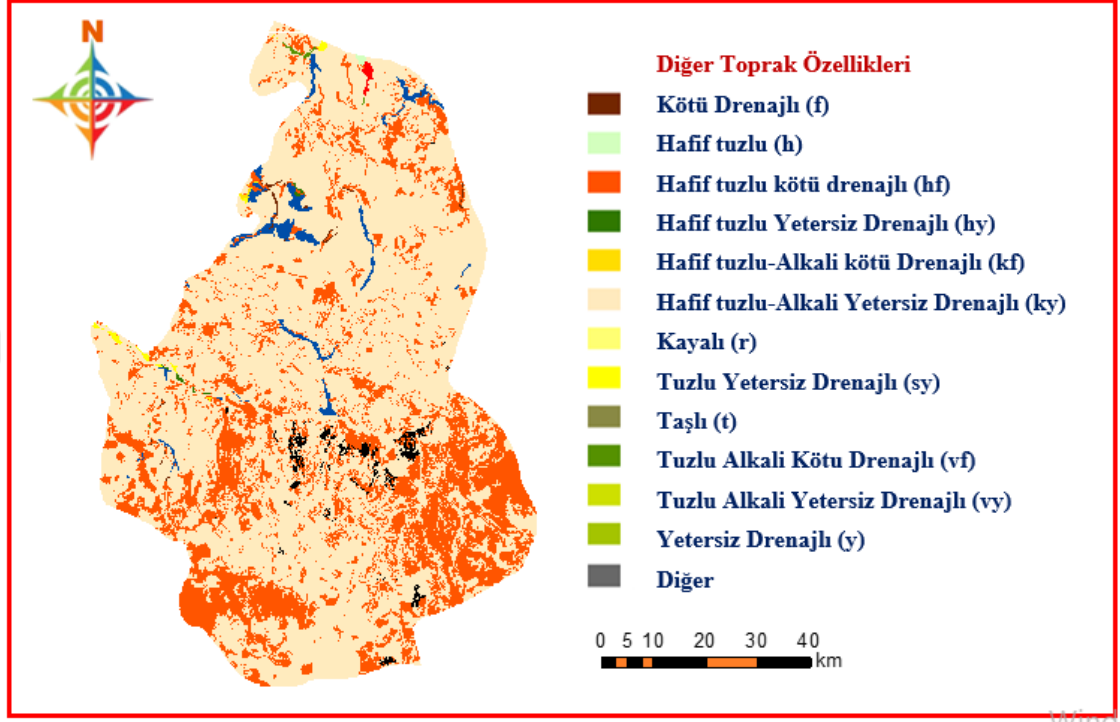 N
Diğer Toprak Özellikleri
Kötü Drenajlı (f)
Hafif tuzlu (h)
Hafif tuzlu kötü drenajlı (hf)
Hafif tuzlu Yetersiz Drenajlı (hy)
Hafif tuzlu-Alkali kötü Drenajlı (kf)
Hafif tuzlu-Alkali Yetersiz Drenajlı (ky)
Kayalı (r)
Tuzlu Yetersiz Drenajlı (sy)
Taşlı (t)
Tuzlu Alkali Kötu Drenajlı (vf)
Tuzlu Alkali Yetersiz Drenajlı (vy)
Yetersiz Drenajlı (y)
Diğer
0 5 10 20 30 40
km